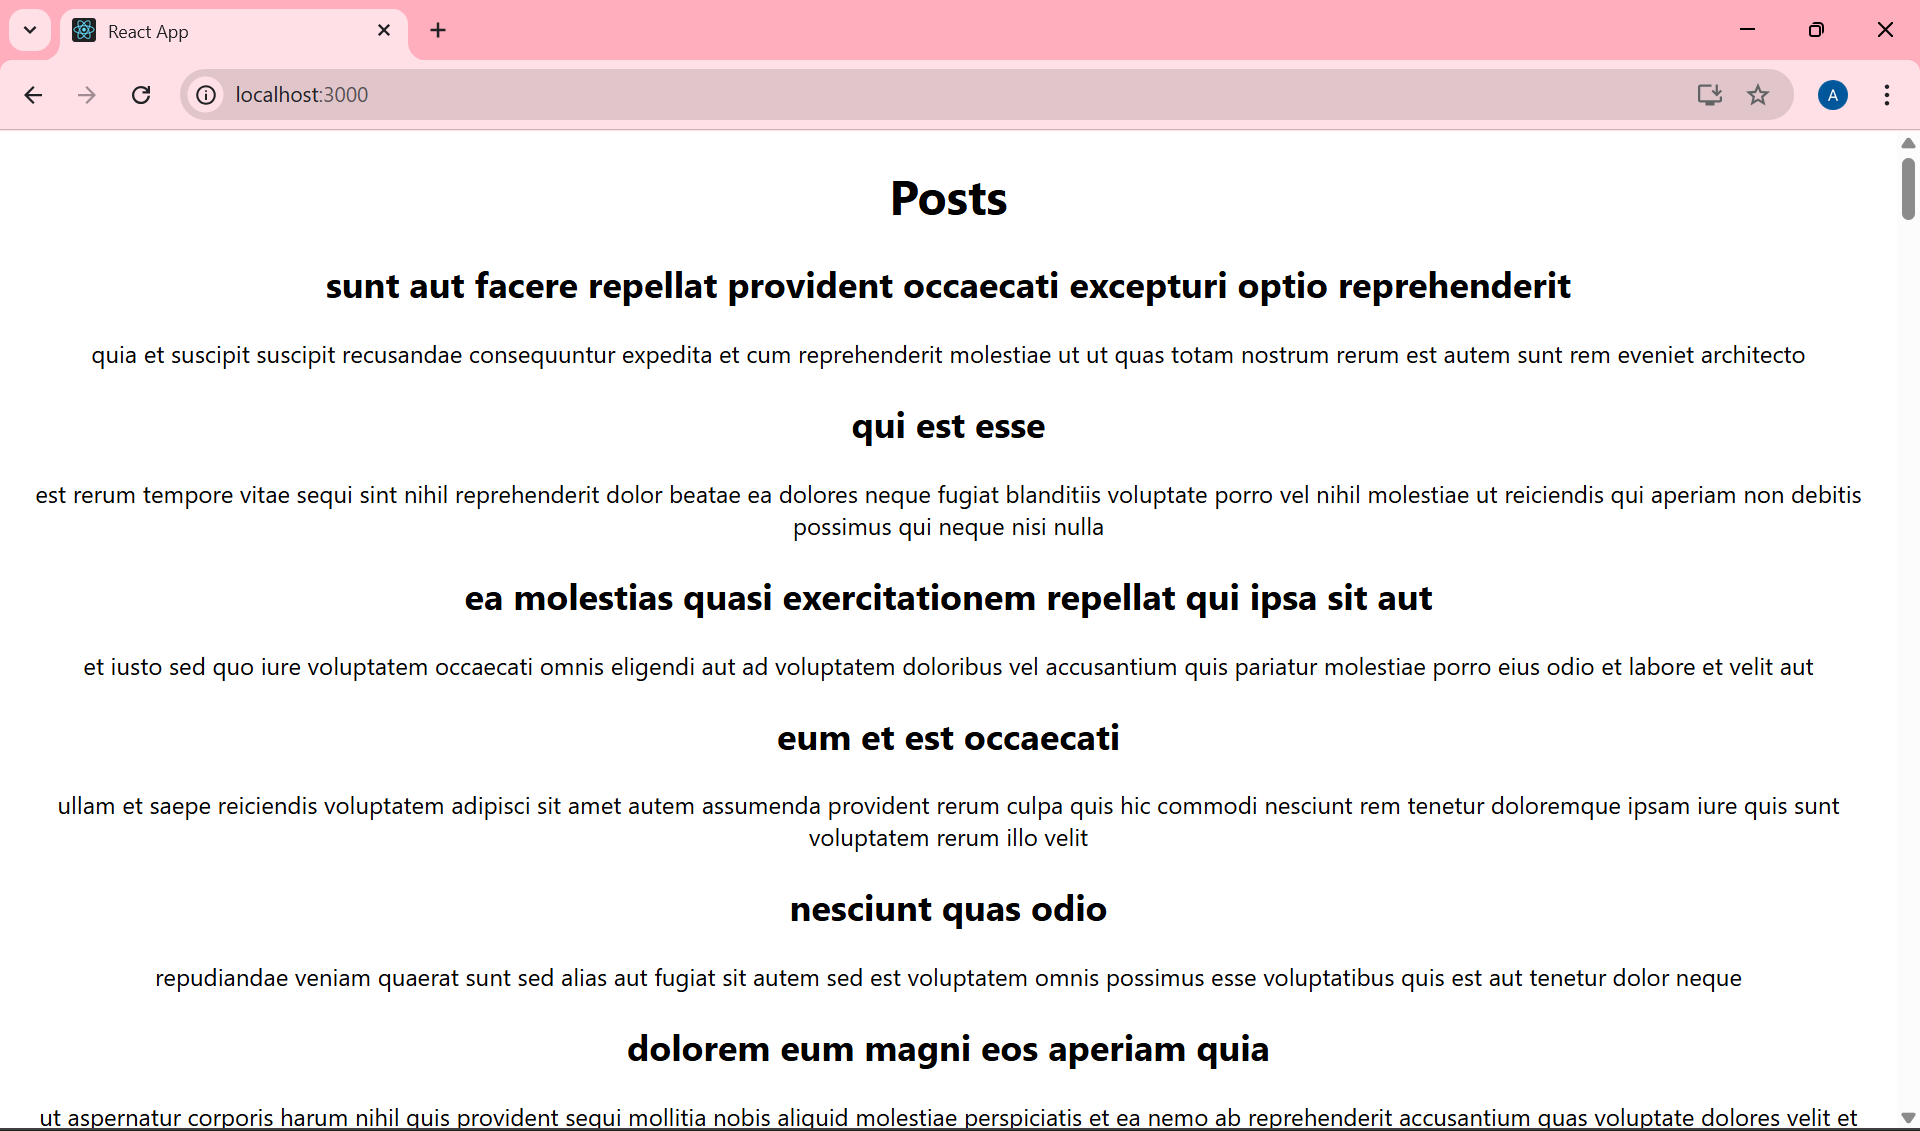 React App
localhost:3000
A
Posts
sunt aut facere repellat provident occaecati excepturi optio reprehenderit
quia et suscipit suscipit recusandae consequuntur expedita et cum reprehenderit molestiae ut ut quas totam nostrum rerum est autem sunt rem eveniet architecto
qui est esse
est rerum tempore vitae sequi sint nihil reprehenderit dolor beatae ea dolores neque fugiat blanditiis voluptate porro vel nihil molestiae ut reiciendis qui aperiam non debitis
possimus qui neque nisi nulla
ea molestias quasi exercitationem repellat qui ipsa sit aut
et iusto sed quo iure voluptatem occaecati omnis eligendi aut ad voluptatem doloribus vel accusantium quis pariatur molestiae porro eius odio et labore et velit aut
eum et est occaecati
ullam et saepe reiciendis voluptatem adipisci sit amet autem assumenda provident rerum culpa quis hic commodi nesciunt rem tenetur doloremque ipsam iure quis sunt
voluptatem rerum illo velit
nesciunt quas odio
repudiandae veniam quaerat sunt sed alias aut fugiat sit autem sed est voluptatem omnis possimus esse voluptatibus quis est aut tenetur dolor neque
dolorem eum magni eos aperiam quia
ut aspernatur corporis harum nihil quis provident sequi mollitia nobis aliquid molestiae perspiciatis et ea nemo ab reprehenderit accusantium quas voluptate dolores velit et